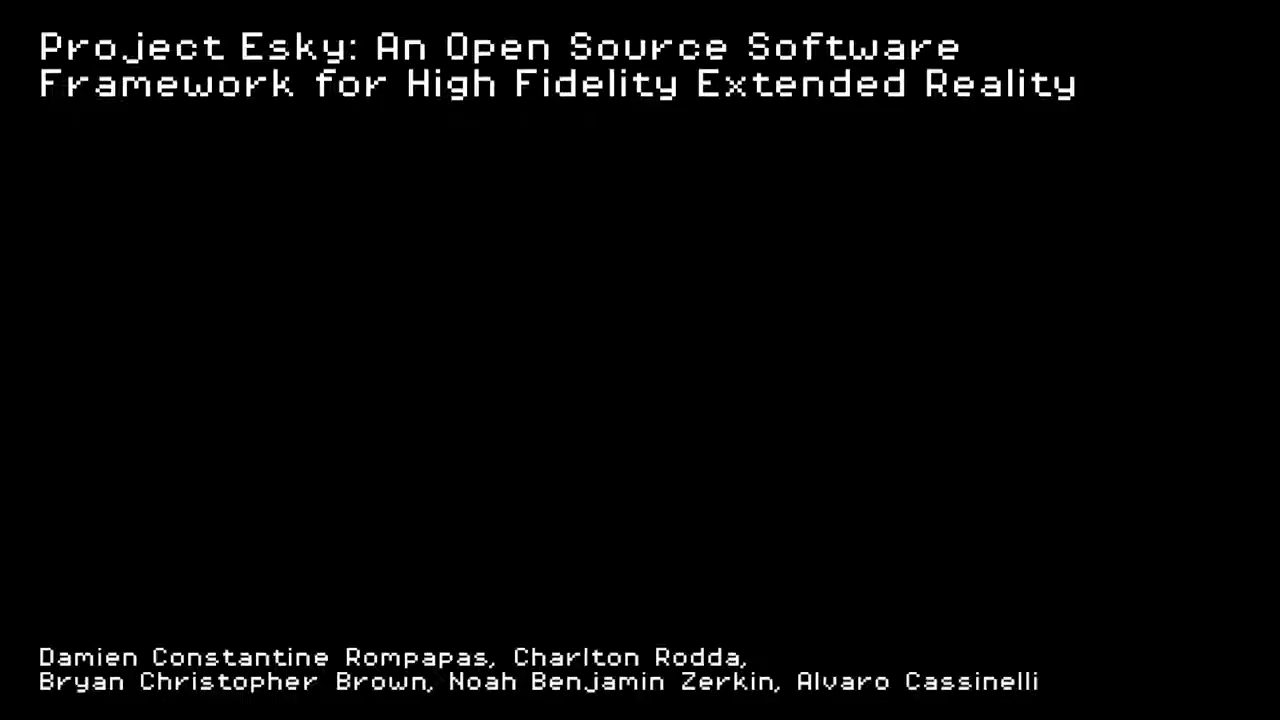 Project Esky: An Open Source Software
Framework for High Fidelity Extended Reality
Damien Constantine Rompapas, Charlton Rodda,
Bryan Christopher Brown, Noah Benjamin Zerkin, Alvaro Cassinelli